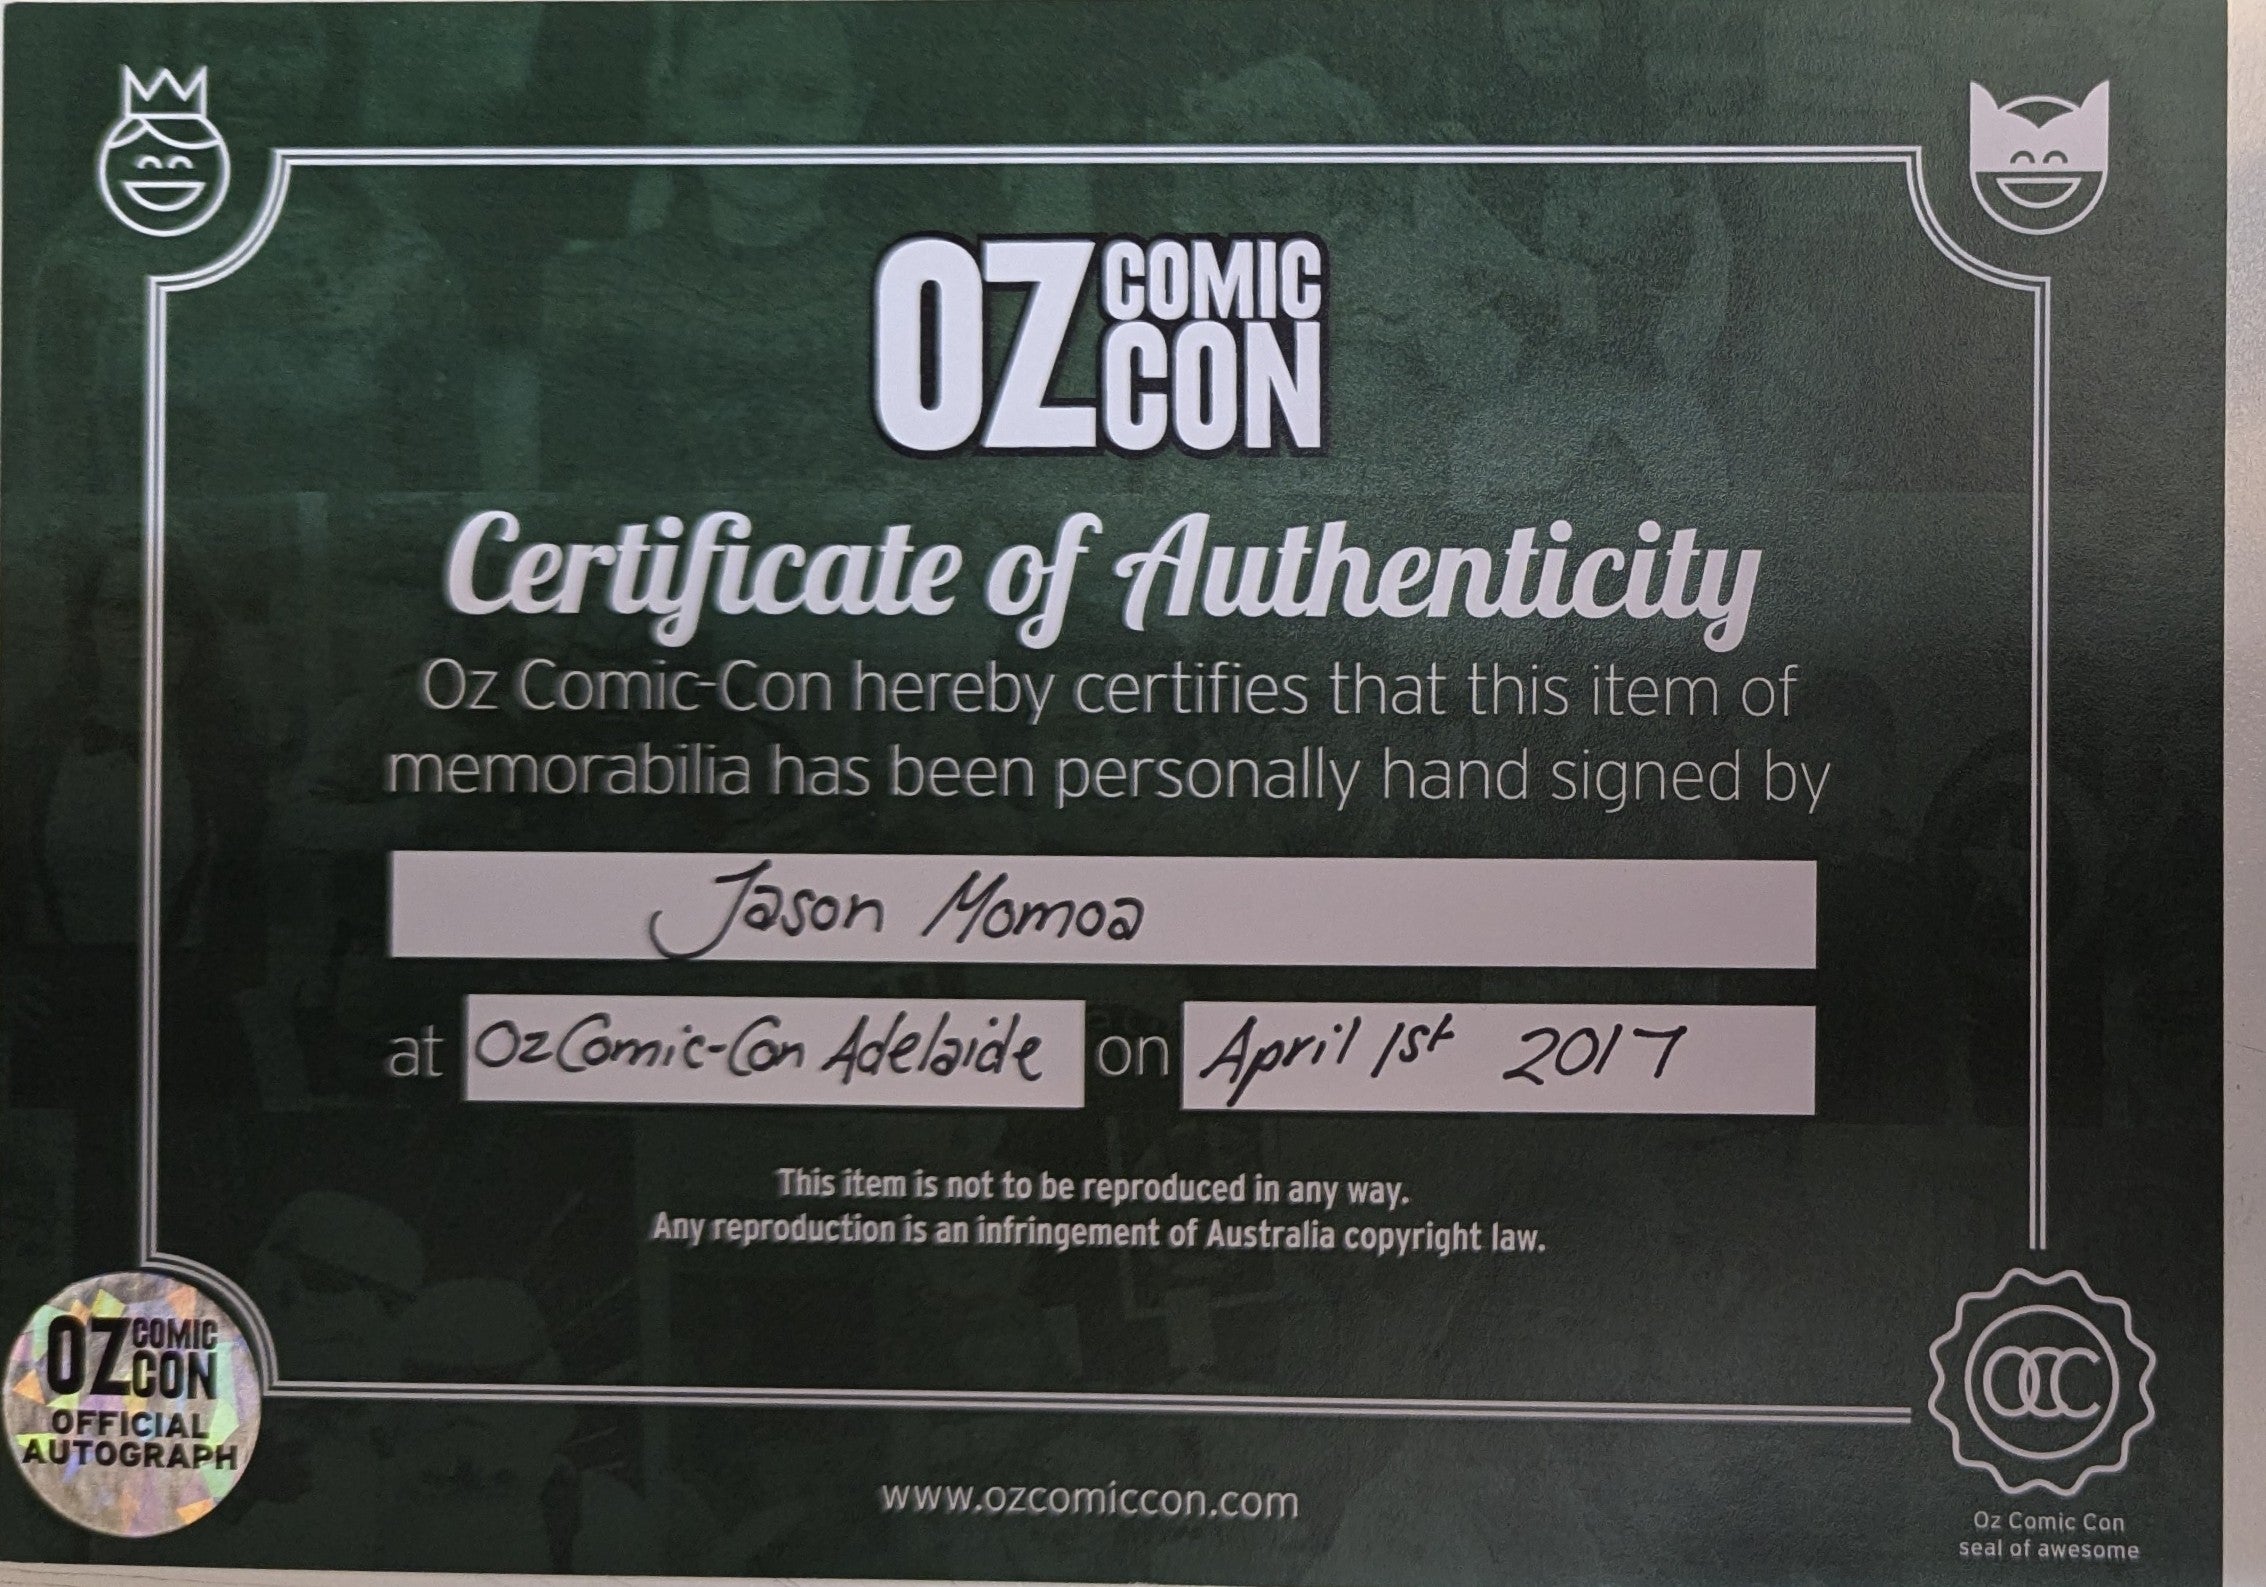 OZ COMIC CON
Certificate of Authenticity
Oz Comic-Con hereby certifies that this item of
memorabilia has been personally hand signed by
Jason Momoa
at Oz Comic-Con Adelaide on April 1st 2017
This item is not to be reproduced in any way.
Any reproduction is an infringement of Australia copyright law.
OZ COMIC CON
OFFICIAL
AUTOGRAPH
OCC
www.ozcomiccon.com
Oz Comic Con
seal of awesome